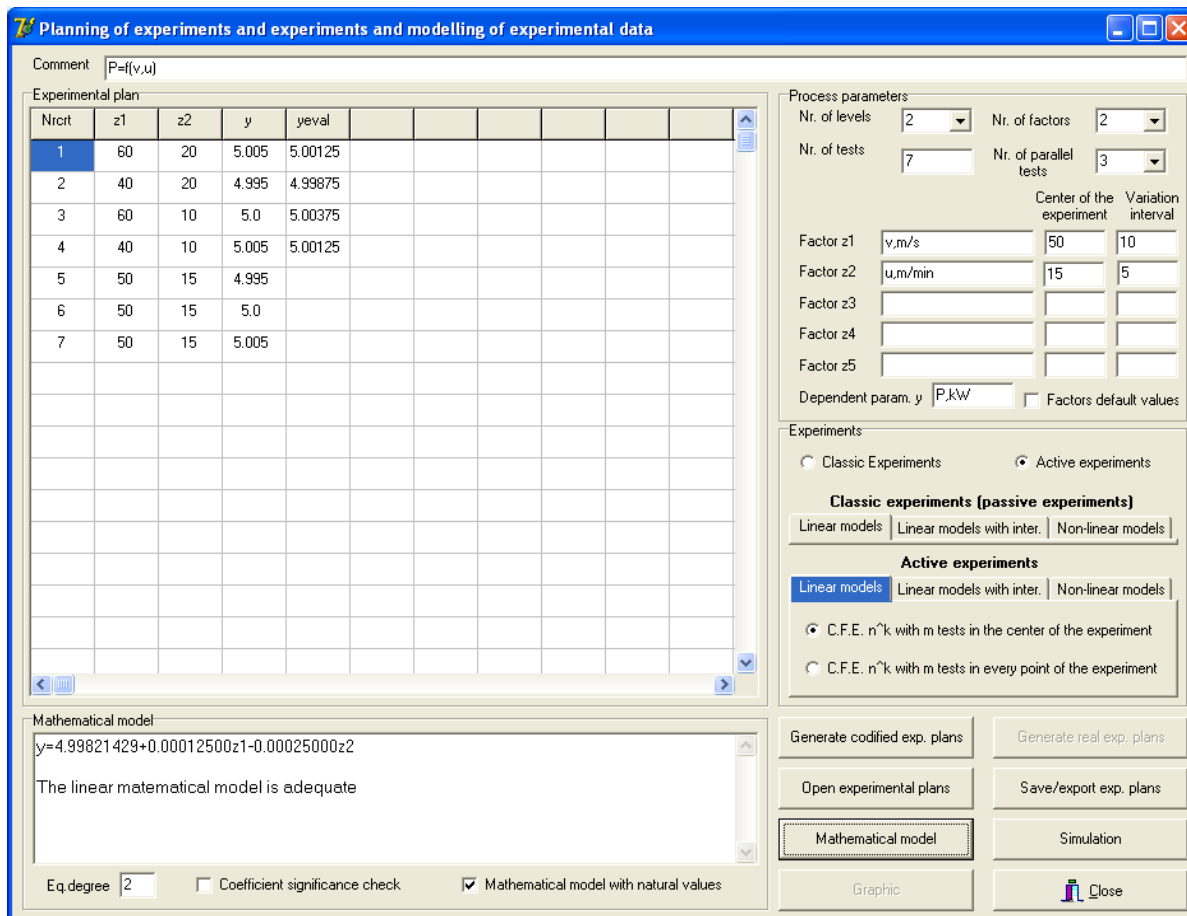 Planning of experiments and experiments and modelling of experimental data
Comment P=f(v,u)
Experimental plan
Nrcrt z1 z2 y yeval
1 60 20 5.005 5.00125
2 40 20 4.995 4.99875
3 60 10 5.0 5.00375
4 40 10 5.005 5.00125
5 50 15 4.995
6 50 15 5.0
7 50 15 5.005
Process parameters
Nr. of levels 2 Nr. of factors 2
Nr. of tests 7 Nr. of parallel tests 3
Center of the experiment Variation interval
Factor z1 v,m/s 50 10
Factor z2 u,m/min 15 5
Factor z3
Factor z4
Factor z5
Dependent param. y P,kW Factors default values
Experiments
Classic Experiments Active experiments
Classic experiments (passive experiments)
Linear models Linear models with inter. Non-linear models
Active experiments
Linear models Linear models with inter. Non-linear models
C.F.E. n^k with m tests in the center of the experiment
C.F.E. n^k with m tests in every point of the experiment
Mathematical model
y=4.99821429+0.00012500z1-0.00025000z2
The linear matematical model is adequate
Eq.degree 2 Coefficient significance check Mathematical model with natural values
Generate codified exp. plans Generate real exp. plans
Open experimental plans Save/export exp. plans
Mathematical model Simulation
Graphic Close